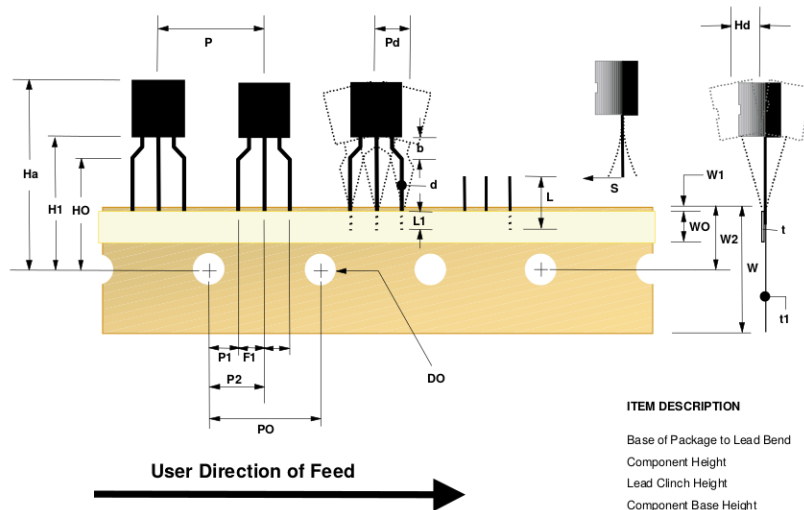 P
Pd
Hd
Ha
H1
HO
b
d
L
L1
S
W1
WO
W2
W
t
t1
P1
F1
P2
PO
DO
User Direction of Feed
ITEM DESCRIPTION
Base of Package to Lead Bend
Component Height
Lead Clinch Height
Component Base Height